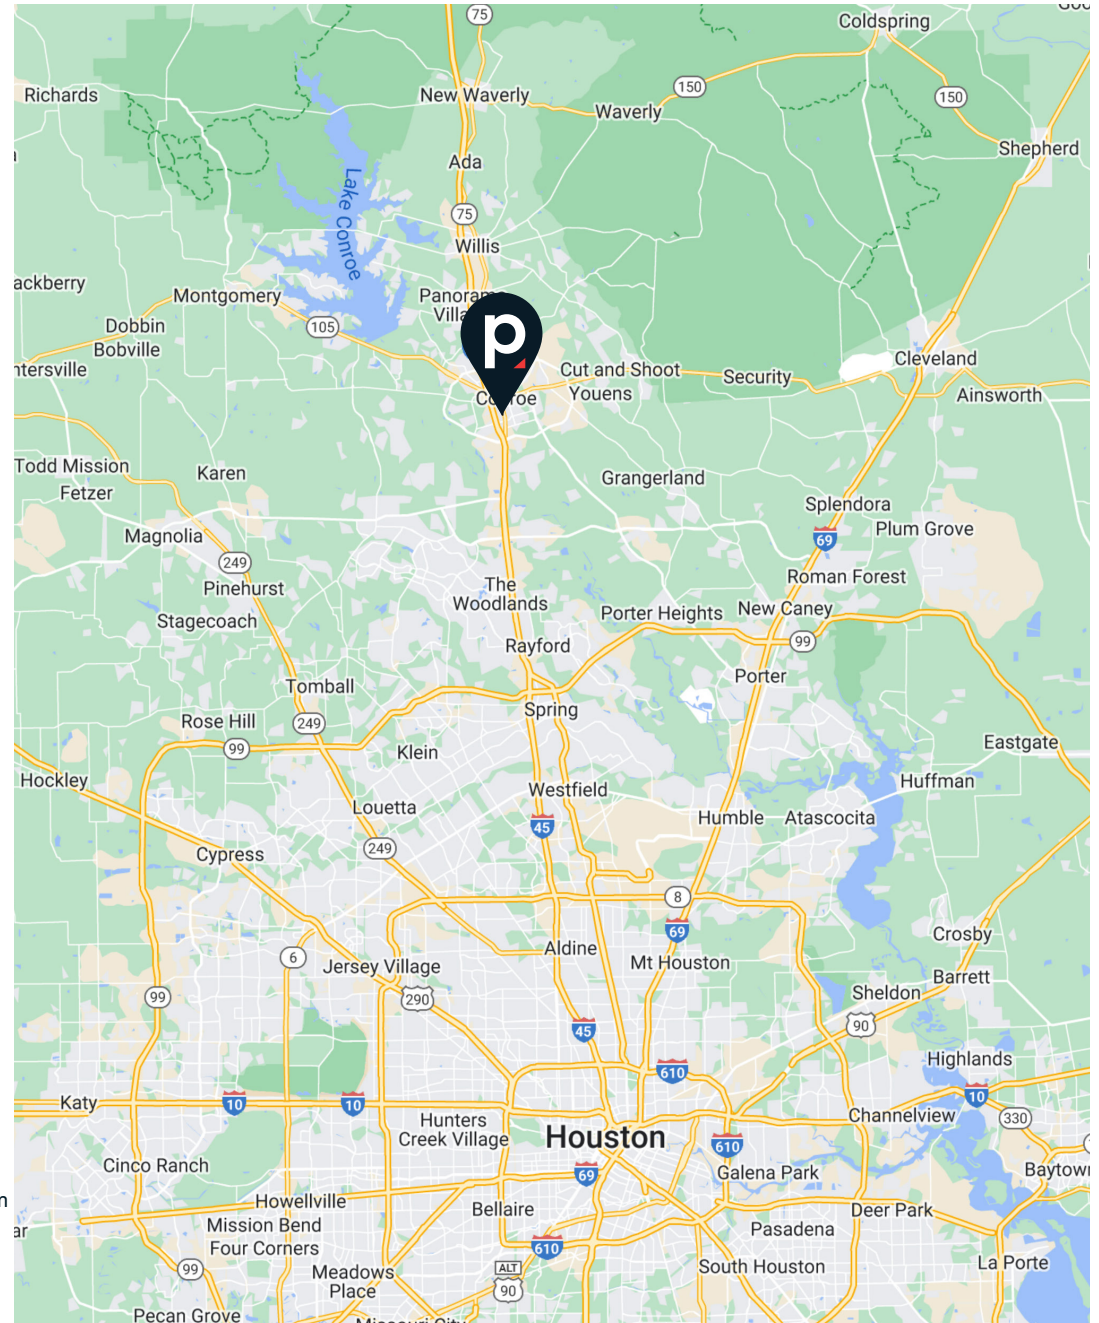 75
Coldspring
Richards
New Waverly
150
150
Waverly
Shepherd
Ada
Lake Conroe
75
Willis
ackberry
Montgomery
Panorama
Villa
105
Dobbin
Bobville
ntersville
p
Cut and Shoot
Security
Cleveland
Youens
Ainsworth
Conroe
Todd Mission
Karen
Fetzer
Grangerland
Splendora
Plum Grove
Magnolia
69
249
Pinehurst
The
Woodlands
Roman Forest
Stagecoach
Porter Heights
New Caney
99
Rayford
Porter
Tomball
Spring
Rose Hill
249
99
Klein
Eastgate
Hockley
Westfield
Huffman
Louetta
45
Humble
Atascocita
Cypress
249
8
69
Crosby
Aldine
6
Jersey Village
Mt Houston
Barrett
99
290
Sheldon
90
45
Highlands
610
Katy
10
10
10
330
Hunters
Creek Village
Channelview
Houston
610
Cinco Ranch
69
Galena Park
Baytown
n
Howellville
Bellaire
Deer Park
ar
Mission Bend
Pasadena
Four Corners
610
99
Meadows
Place
ALT
90
South Houston
La Porte
Pecan Grove
Missouri City